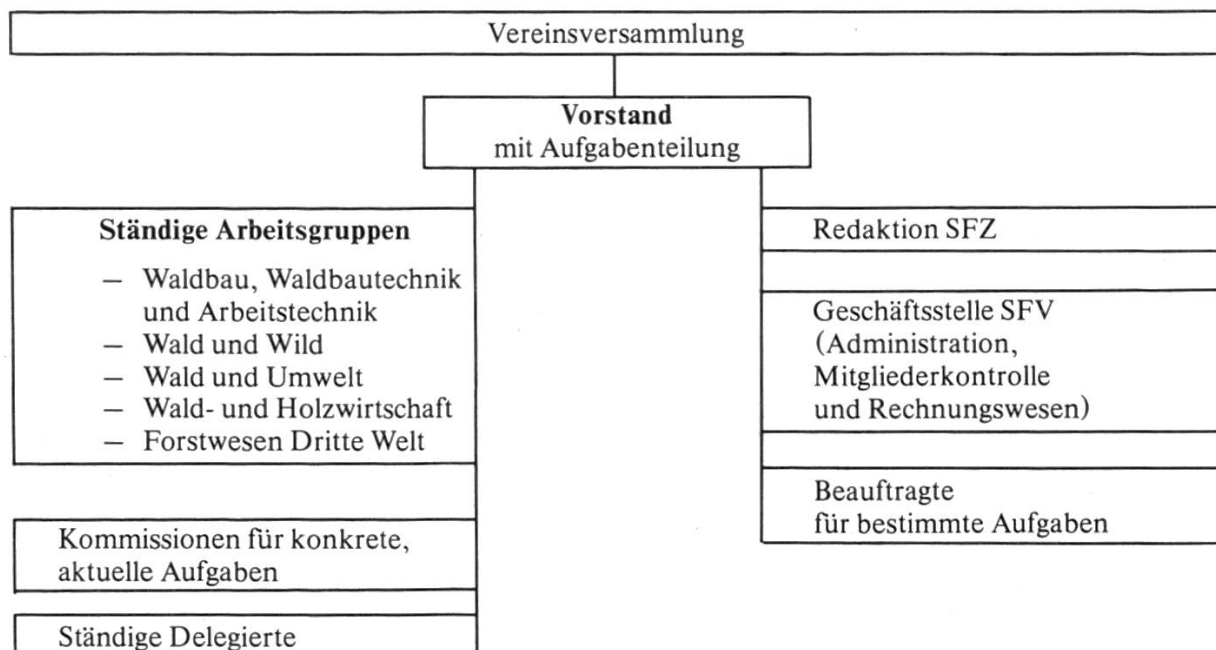 Vereinsversammlung
Vorstand
mit Aufgabenteilung
Ständige Arbeitsgruppen
– Waldbau, Waldbautechnik
und Arbeitstechnik
– Wald und Wild
– Wald und Umwelt
– Wald- und Holzwirtschaft
– Forstwesen Dritte Welt
Kommissionen für konkrete,
aktuelle Aufgaben
Ständige Delegierte
Redaktion SFZ
Geschäftsstelle SFV
(Administration,
Mitgliederkontrolle
und Rechnungswesen)
Beauftragte
für bestimmte Aufgaben